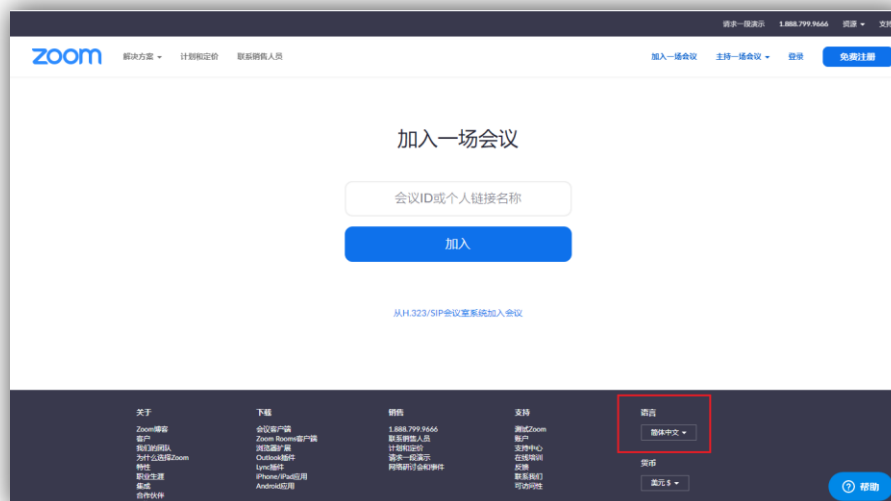 请求一段演示 1.888.799.9666 资源 支持
zoom 解决方案 计划和定价 联系销售人员 加入一场会议 主持一场会议 登录 免费注册
加入一场会议
会议ID或个人链接名称
加入
从H.323/SIP会议室系统加入会议
关于
Zoom博客
客户
我们的团队
为什么选择Zoom
特性
职业生涯
集成
合作伙伴
下载
会议客户端
Zoom Rooms客户端
浏览器扩展
Outlook插件
Lync插件
iPhone/iPad应用
Android应用
销售
1.888.799.9666
联系销售人员
计划和定价
请求一段演示
网络研讨会和事件
支持
测试Zoom
账户
支持中心
在线培训
反馈
联系我们
可访问性
语言
简体中文
货币
美元 $
帮助